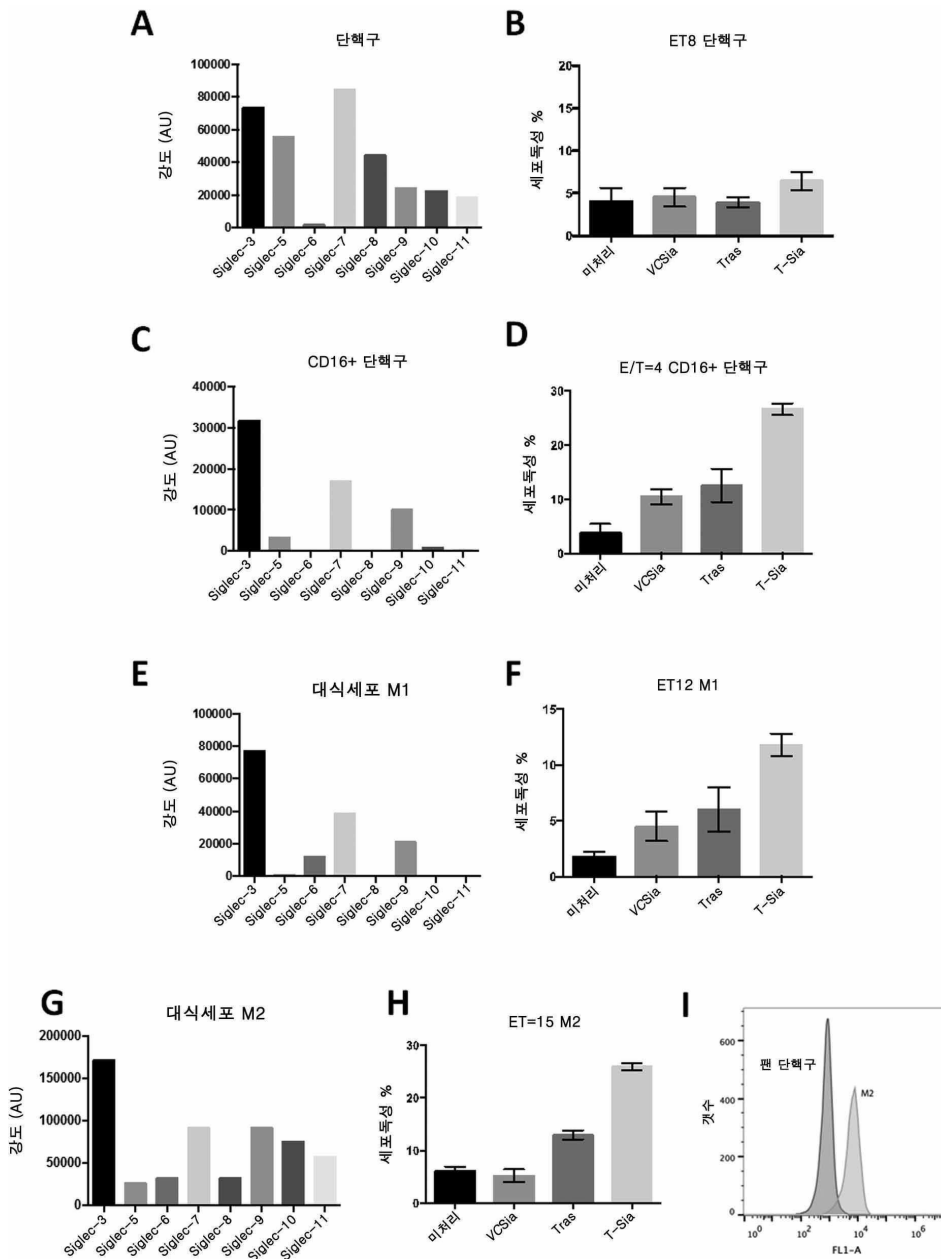 A
단핵구
강도 (AU)
100000
80000
60000
40000
20000
0
Siglec-3
Siglec-5
Siglec-6
Siglec-7
Siglec-8
Siglec-9
Siglec-10
Siglec-11
B
ET8 단핵구
세포독성 %
20
15
10
5
0
미처리
VCSia
Tras
T-Sia
C
CD16+ 단핵구
강도 (AU)
40000
30000
20000
10000
0
Siglec-3
Siglec-5
Siglec-6
Siglec-7
Siglec-8
Siglec-9
Siglec-10
Siglec-11
D
E/T=4 CD16+ 단핵구
세포독성 %
30
20
10
0
미처리
VCSia
Tras
T-Sia
E
대식세포 M1
강도 (AU)
100000
80000
60000
40000
20000
0
Siglec-3
Siglec-5
Siglec-6
Siglec-7
Siglec-8
Siglec-9
Siglec-10
Siglec-11
F
ET12 M1
세포독성 %
15
10
5
0
미처리
VCSia
Tras
T-Sia
G
대식세포 M2
강도 (AU)
200000
150000
100000
50000
0
Siglec-3
Siglec-5
Siglec-6
Siglec-7
Siglec-8
Siglec-9
Siglec-10
Siglec-11
H
ET=15 M2
세포독성 %
30
20
10
0
미처리
VCSia
Tras
T-Sia
I
팬 단핵구
M2
갯수
600
400
200
0
10^0
10^2
10^4
10^6
FL1-A